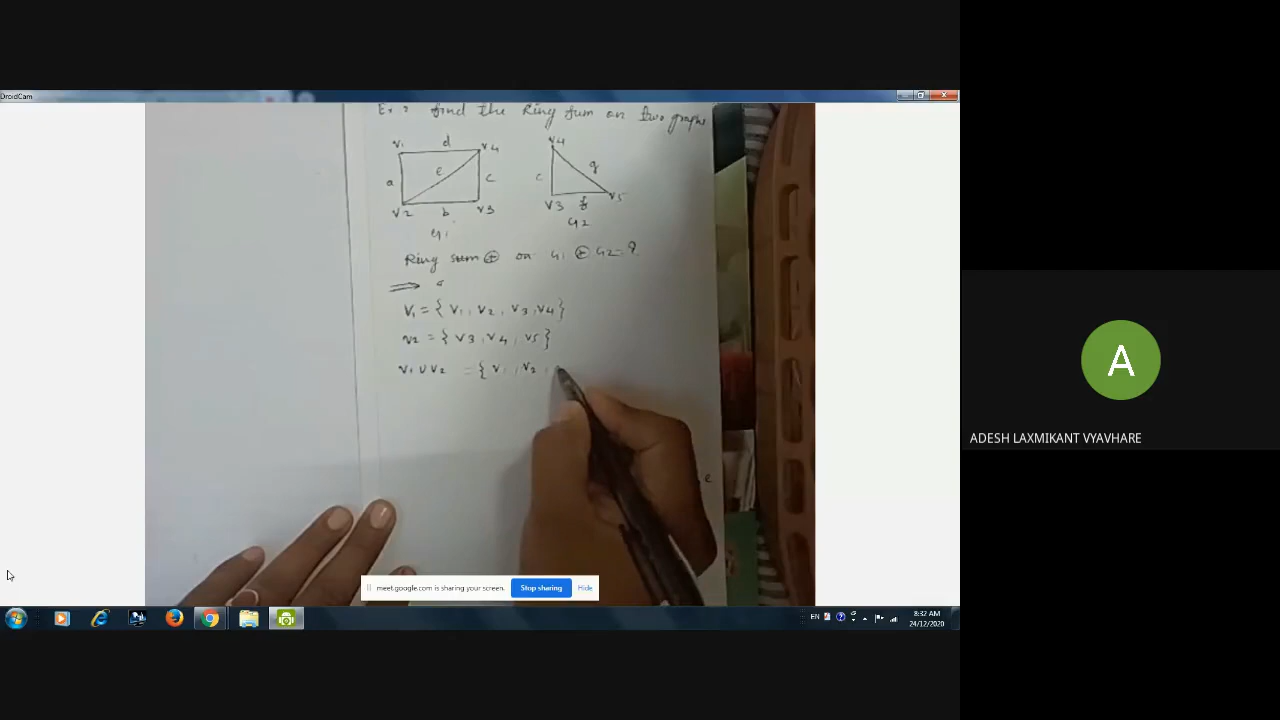 DroidCam
Ex: find the Ring sum on two graphs
v1 d v4
a e c
v2 b v3
G1
v4
c g
v3 f v5
G2
Ring sum ⊕ on G1 ⊕ G2 = ?
⇒
V1 = { v1, v2, v3, v4 }
V2 = { v3, v4, v5 }
V1 ∪ V2 = { v1, v2,
e
A
ADESH LAXMIKANT VYAVHARE
meet.google.com is sharing your screen. Stop sharing Hide
EN 8:32 AM
24/12/2020